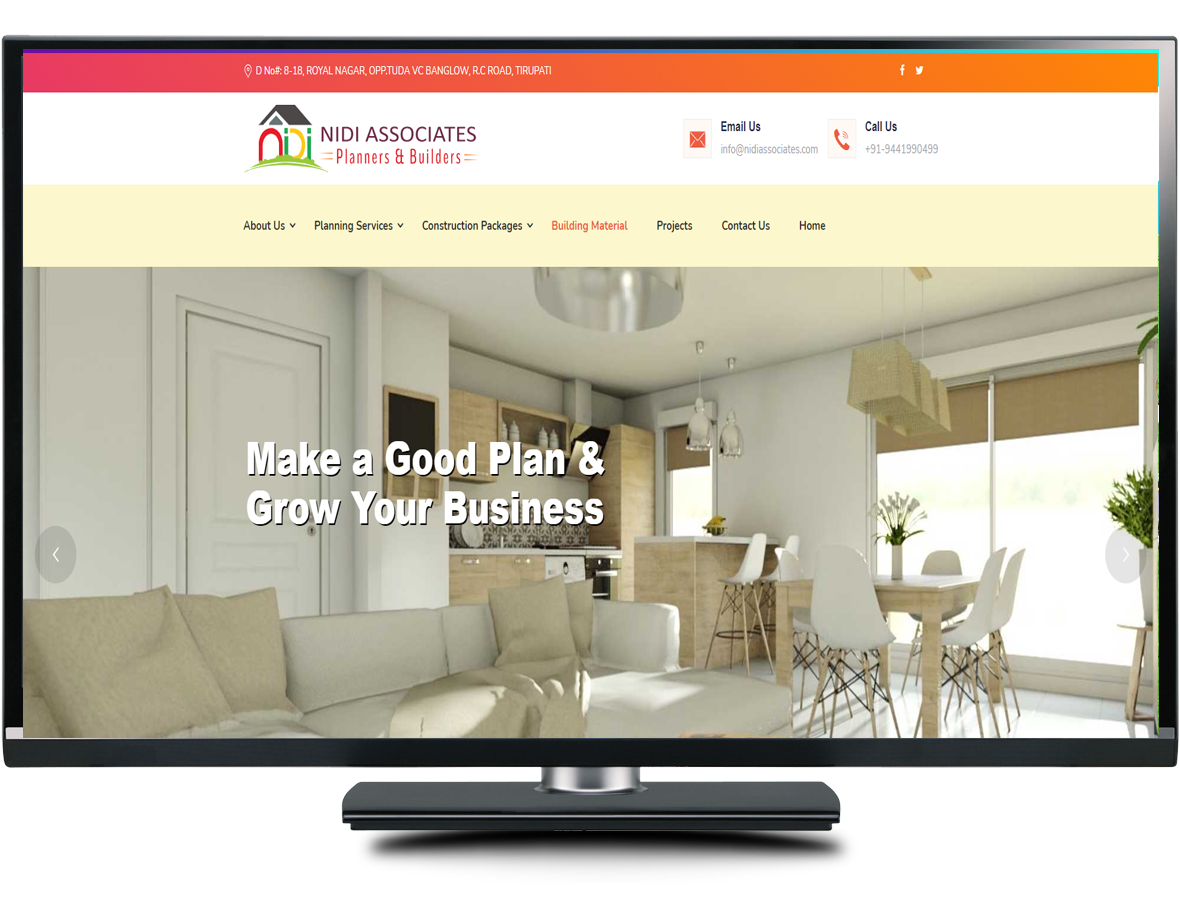 D No#: 8-18, ROYAL NAGAR, OPP.TUDA VC BANGLOW, R.C ROAD, TIRUPATI
NiDi NIDI ASSOCIATES
Planners & Builders
Email Us
info@nidiassociates.com
Call Us
+91-9441990499
About Us Planning Services Construction Packages Building Material Projects Contact Us Home
Make a Good Plan &
Grow Your Business